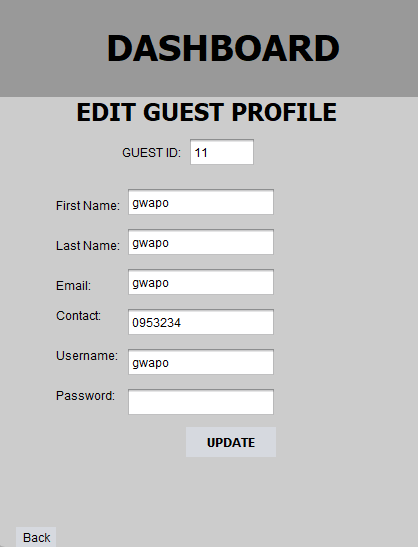 DASHBOARD
EDIT GUEST PROFILE
GUEST ID: 11
First Name: gwapo
Last Name: gwapo
Email: gwapo
Contact: 0953234
Username: gwapo
Password:
UPDATE
Back